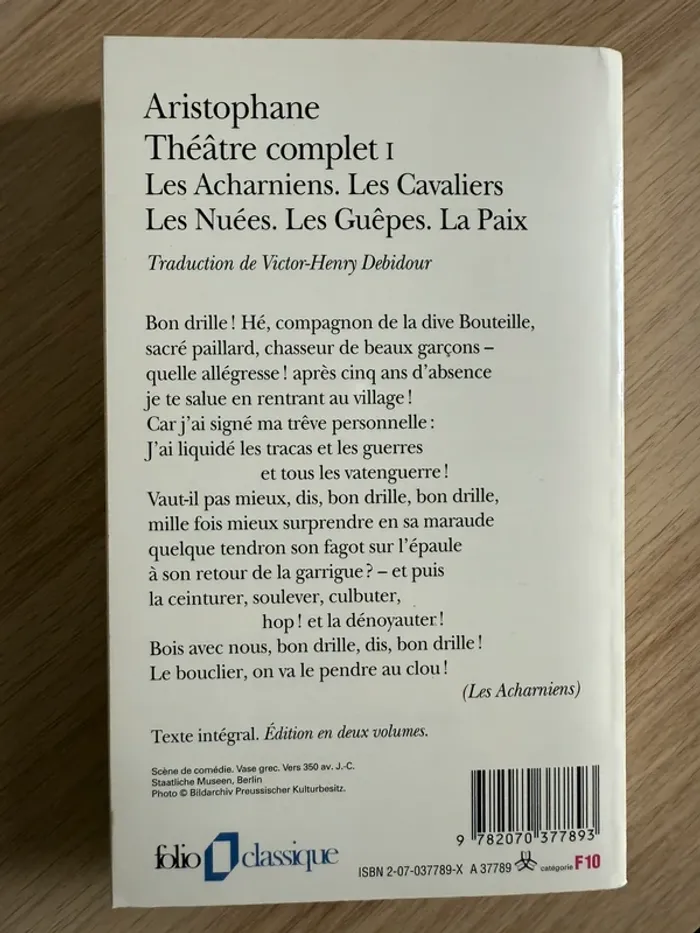 Aristophane
Théâtre complet I
Les Acharniens. Les Cavaliers
Les Nuées. Les Guêpes. La Paix
Traduction de Victor-Henry Debidour
Bon drille ! Hé, compagnon de la dive Bouteille,
sacré paillard, chasseur de beaux garçons –
quelle allégresse ! après cinq ans d'absence
je te salue en rentrant au village !
Car j'ai signé ma trêve personnelle :
J'ai liquidé les tracas et les guerres
et tous les vatenguerre !
Vaut-il pas mieux, dis, bon drille, bon drille,
mille fois mieux surprendre en sa maraude
quelque tendron son fagot sur l'épaule
à son retour de la garrigue ? – et puis
la ceinturer, soulever, culbuter,
hop ! et la dénoyauter !
Bois avec nous, bon drille, dis, bon drille !
Le bouclier, on va le pendre au clou !
(Les Acharniens)
Texte intégral. Édition en deux volumes.
Scène de comédie. Vase grec. Vers 350 av. J.-C.
Staatliche Museen, Berlin
Photo © Bildarchiv Preussischer Kulturbesitz.
9 782070 377893
folio classique
ISBN 2-07-037789-X A 37789 catégorie F10